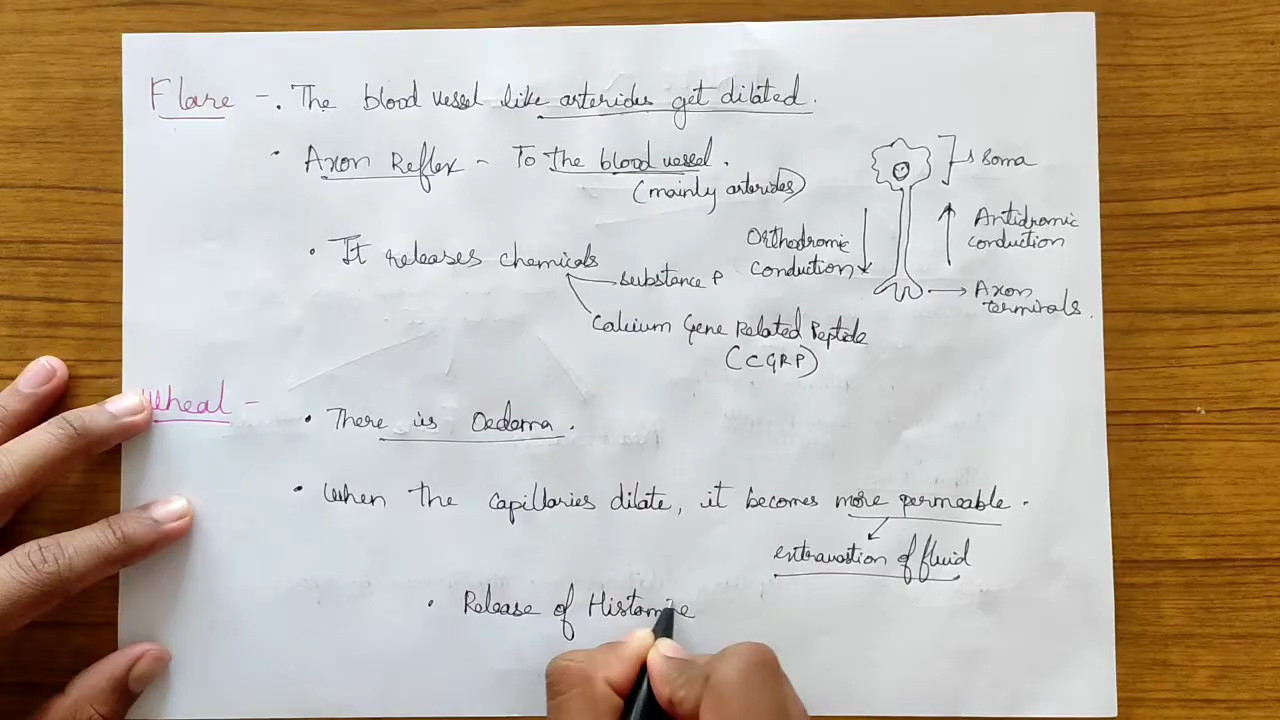 Flare - . The blood vessel like arterioles get dilated.
• Axon Reflex - To the blood vessel.
(mainly arterioles)
• It releases chemicals
substance P
Calcium Gene Related Peptide
(CGRP)
Soma
Orthodromic
conduction
Antidromic
conduction
Axon
terminals.
Wheal -
• There is Oedema.
• When the capillaries dilate, it becomes more permeable.
of fluid
• Release of Histamine